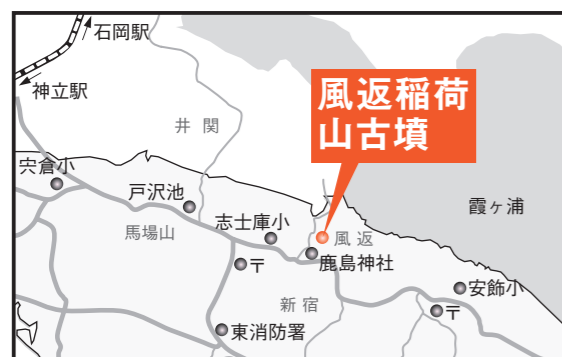 石岡駅
神立駅
井関
風返稲荷
山古墳
宍倉小
戸沢池
霞ヶ浦
馬場山
志士庫小
風返
鹿島神社
〒
安飾小
新宿
〒
東消防署